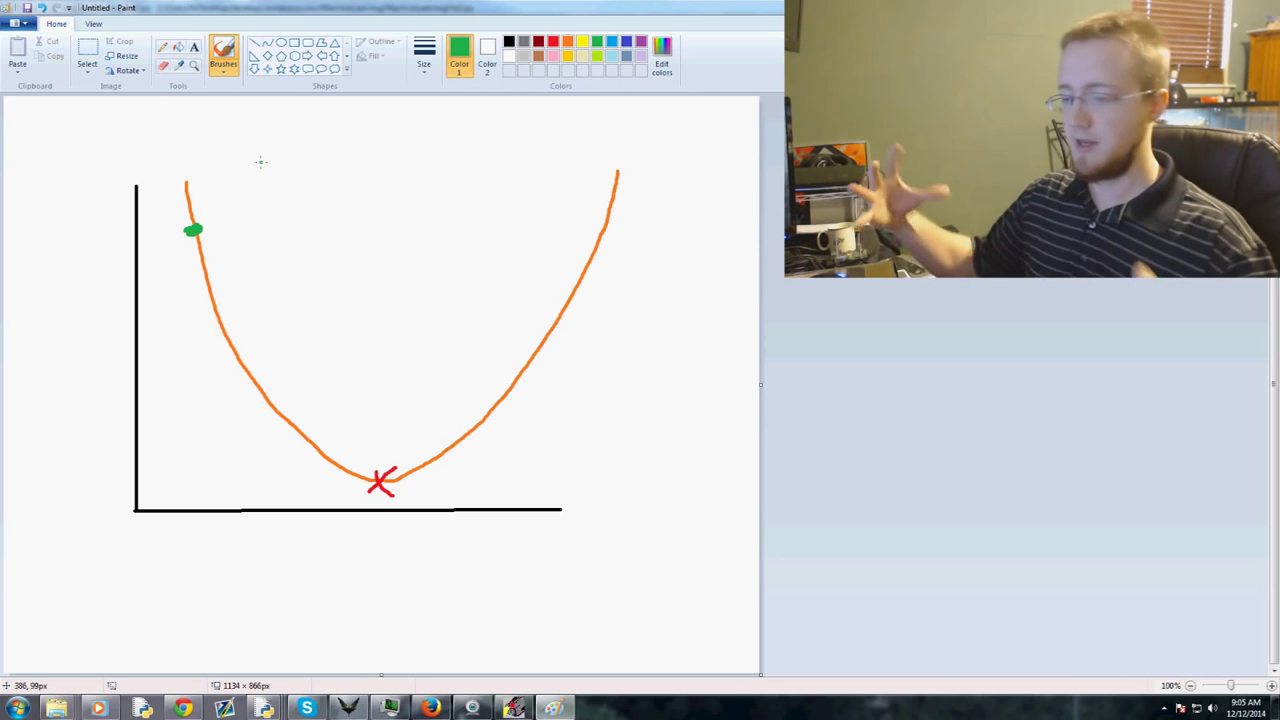 Untitled - Paint
Home View
Cut
Copy
Paste
Clipboard
Crop
Resize
Rotate
Select
Image
Tools
Brushes
Outline
Fill
Shapes
Size
Color 1
Color 2
Edit colors
Colors
386, 99px
1134 × 866px
100%
9:05 AM
12/12/2014